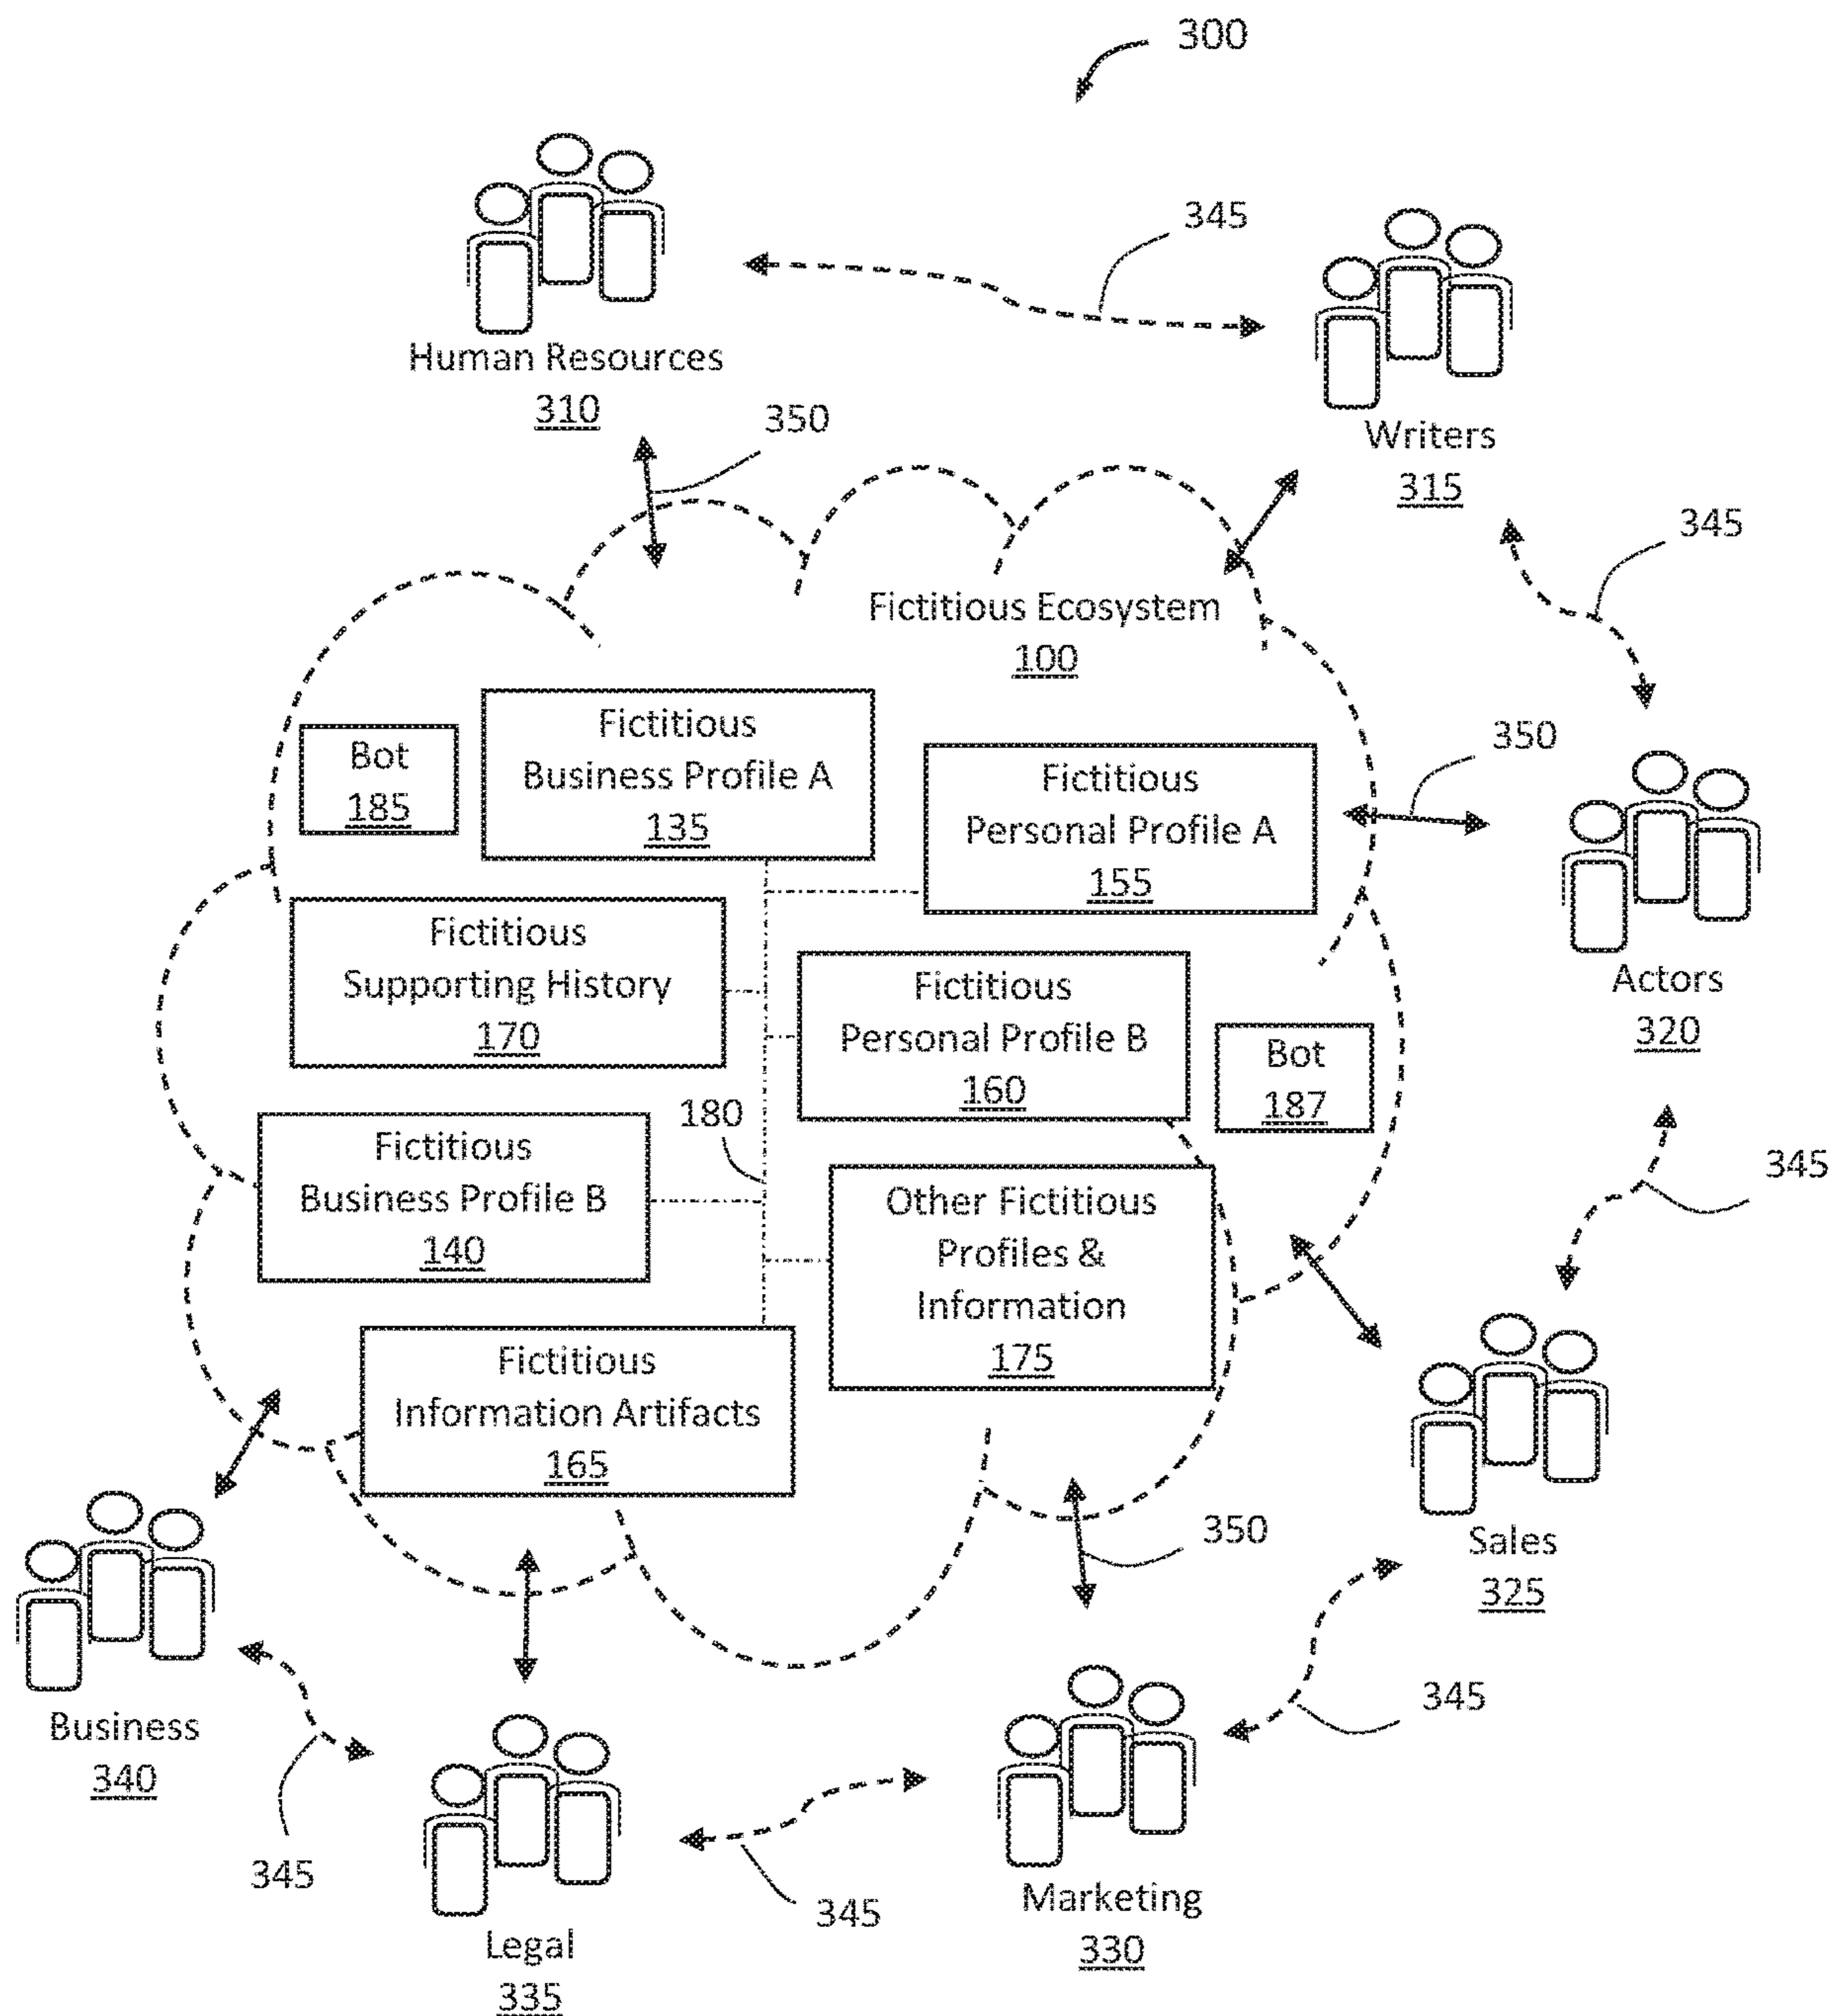 300
345
Human Resources
310
350
Writers
315
345
Fictitious Ecosystem
100
Bot
185
Fictitious
Business Profile A
135
Fictitious
Personal Profile A
155
350
Actors
320
Fictitious
Supporting History
170
Fictitious
Personal Profile B
160
Bot
187
345
180
Fictitious
Business Profile B
140
Other Fictitious
Profiles &
Information
175
Fictitious
Information Artifacts
165
350
Sales
325
345
Business
340
345
Legal
335
345
Marketing
330